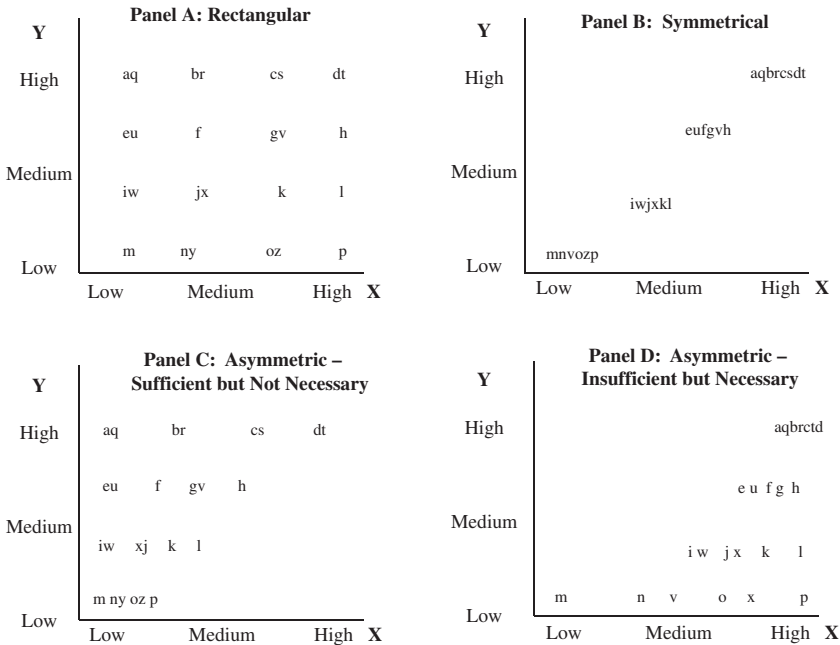 Panel A: Rectangular
Y
High
aq br cs dt
eu f gv h
Medium
iw jx k l
m ny oz p
Low
Low Medium High X
Panel B: Symmetrical
Y
High
aqbrcsdt
eufgvh
Medium
iwjxkl
mnvozp
Low
Low Medium High X
Panel C: Asymmetric –
Sufficient but Not Necessary
Y
High
aq br cs dt
eu f gv h
Medium
iw xj k l
m ny oz p
Low
Low Medium High X
Panel D: Asymmetric –
Insufficient but Necessary
Y
High
aqbrctd
e u f g h
Medium
i w j x k l
m n v o x p
Low
Low Medium High X